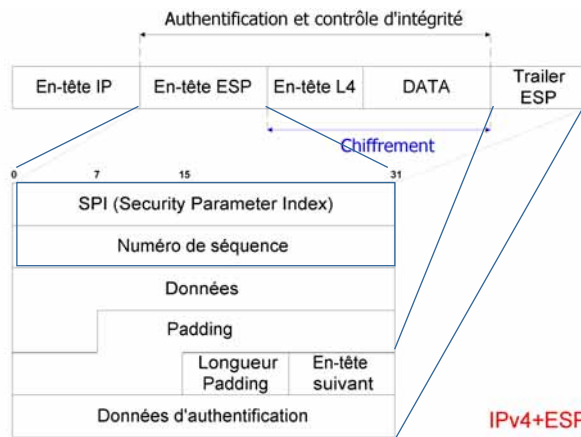 Authentification et contrôle d'intégrité
En-tête IP
En-tête ESP
En-tête L4
DATA
Trailer
ESP
Chiffrement
0
7
15
31
SPI (Security Parameter Index)
Numéro de séquence
Données
Padding
Longueur
Padding
En-tête
suivant
Données d'authentification
IPv4+ESP